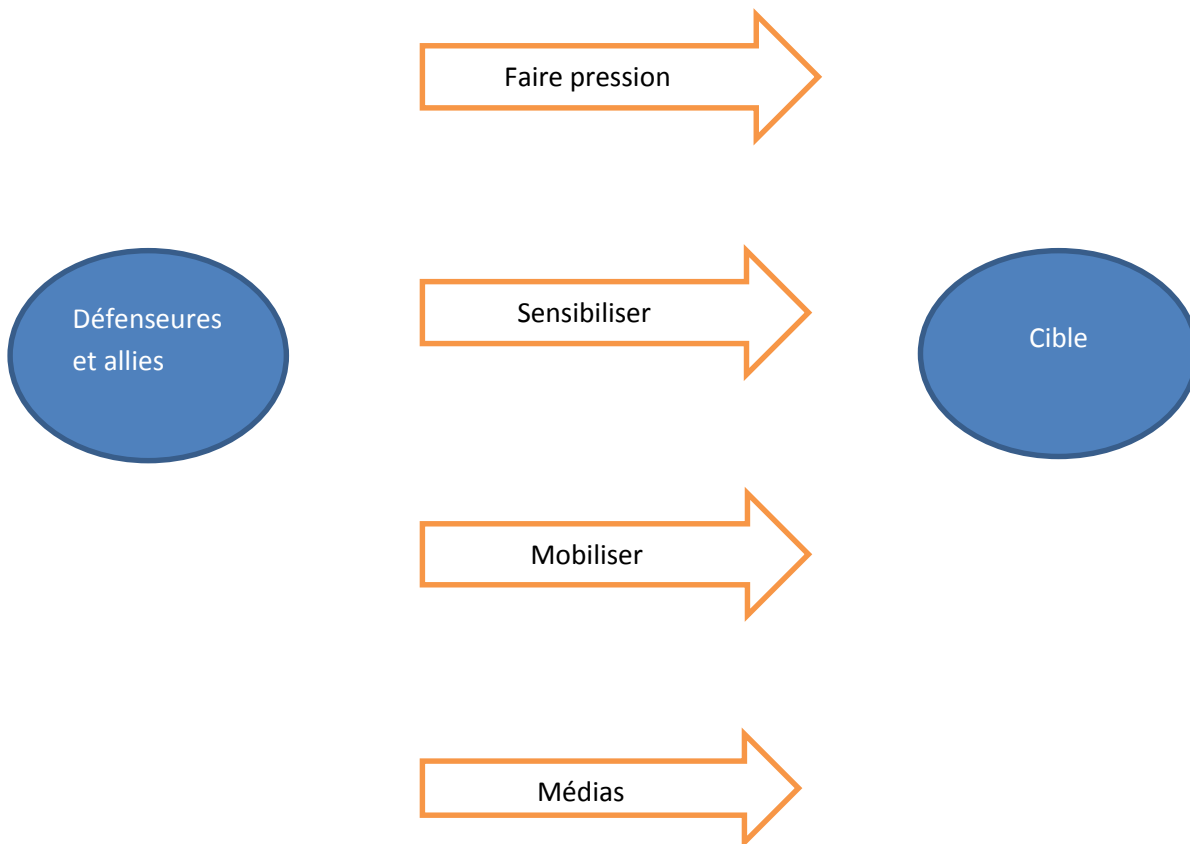 Faire pression
Défenseures
et allies
Sensibiliser
Cible
Mobiliser
Médias